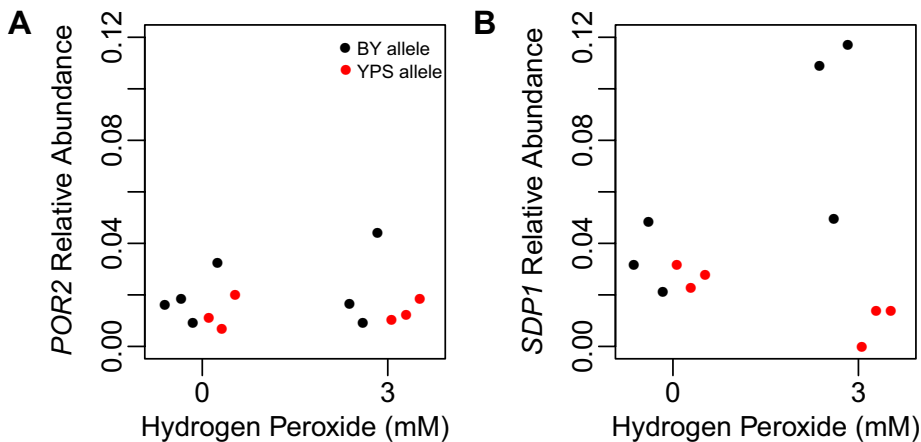 A
POR2 Relative Abundance
0.12
0.08
0.04
0.00
BY allele
YPS allele
0
3
Hydrogen Peroxide (mM)
B
SDP1 Relative Abundance
0.12
0.08
0.04
0.00
0
3
Hydrogen Peroxide (mM)